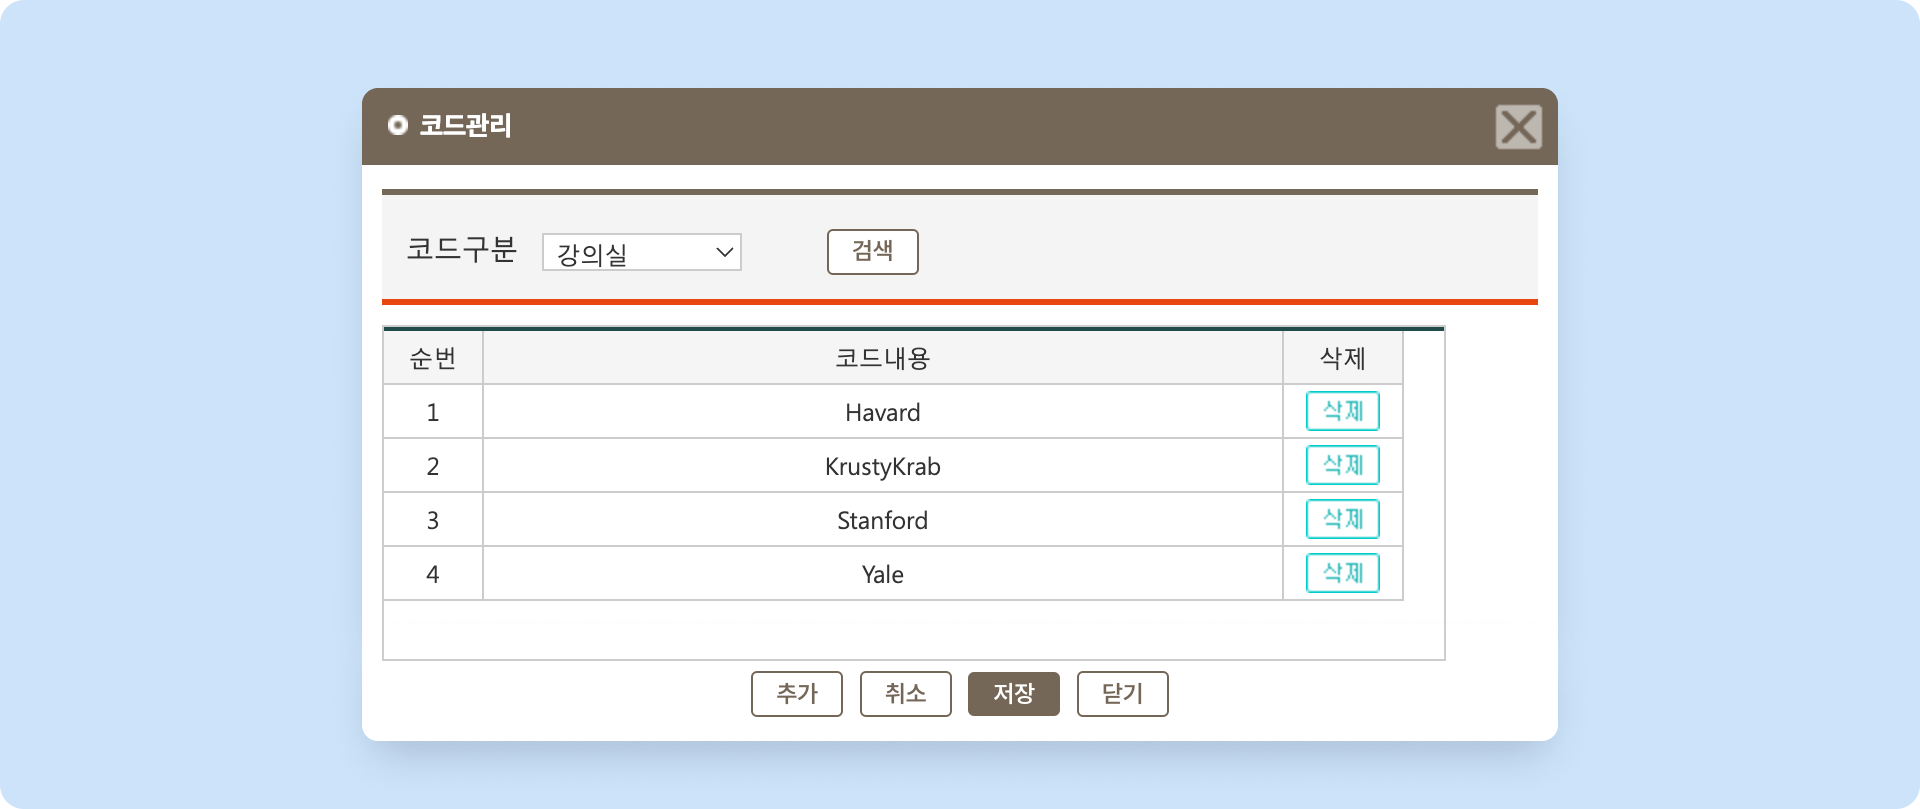 코드관리
코드구분 강의실 검색
순번 코드내용 삭제
1 Havard 삭제
2 KrustyKrab 삭제
3 Stanford 삭제
4 Yale 삭제
추가 취소 저장 닫기